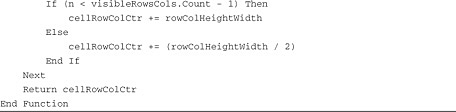 If (n < visibleRowsCols.Count - 1) Then
cellRowColCtr += rowColHeightWidth
Else
cellRowColCtr += (rowColHeightWidth / 2)
End If
Next
Return cellRowColCtr
End Function